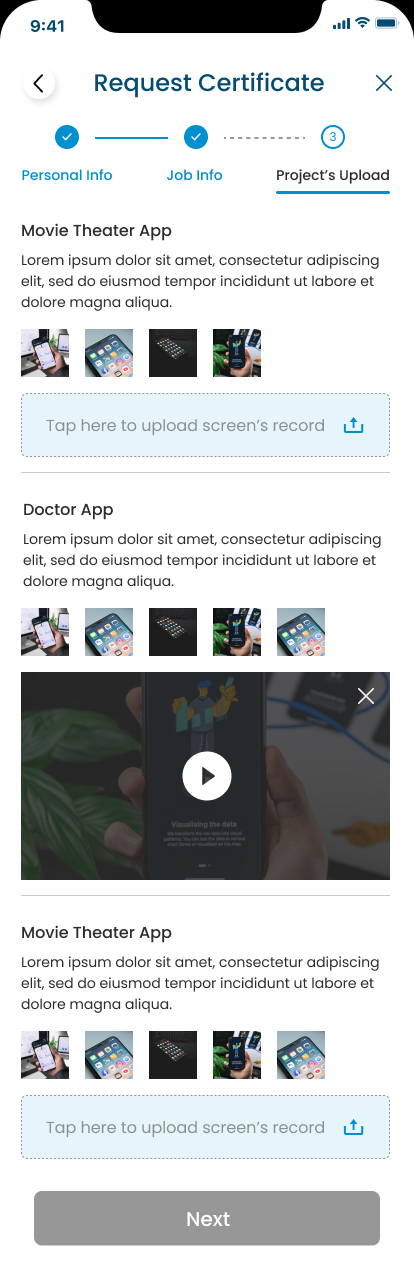 9:41
Request Certificate
3
Personal Info
Job Info
Project’s Upload
Movie Theater App
Lorem ipsum dolor sit amet, consectetur adipiscing
elit, sed do eiusmod tempor incididunt ut labore et
dolore magna aliqua.
Tap here to upload screen’s record
Doctor App
Lorem ipsum dolor sit amet, consectetur adipiscing
elit, sed do eiusmod tempor incididunt ut labore et
dolore magna aliqua.
Visualising the data
Movie Theater App
Lorem ipsum dolor sit amet, consectetur adipiscing
elit, sed do eiusmod tempor incididunt ut labore et
dolore magna aliqua.
Tap here to upload screen’s record
Next